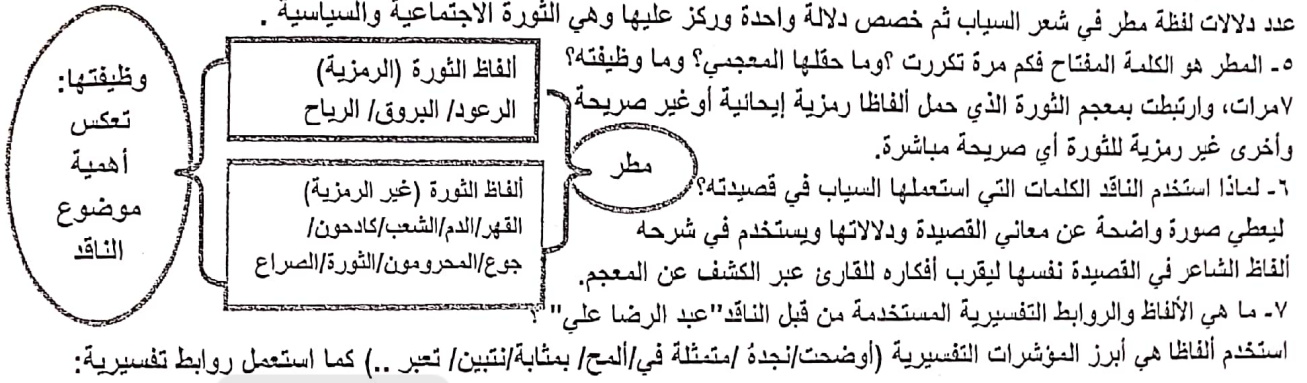 عدد دلالات لفظة مطر في شعر السياب ثم خصص دلالة واحدة وركز عليها وهي الثورة الاجتماعية والسياسية .
٥- المطر هو الكلمة المفتاح فكم مرة تكررت ؟وما حقلها المعجمي؟ وما وظيفته؟
٧مرات، وارتبطت بمعجم الثورة الذي حمل ألفاظا رمزية إيحائية أوغير صريحة
وأخرى غير رمزية للثورة أي صريحة مباشرة.
مطر
ألفاظ الثورة (الرمزية)
الرعود/ البروق/ الرياح
ألفاظ الثورة (غير الرمزية)
القهر/الدم/الشعب/كادحون/
جوع/المحرومون/الثورة/الصراع
وظيفتها:
تعكس
أهمية
موضوع
الناقد
٦- لماذا استخدم الناقد الكلمات التي استعملها السياب في قصيدته؟
ليعطي صورة واضحة عن معاني القصيدة ودلالاتها ويستخدم في شرحه
ألفاظ الشاعر في القصيدة نفسها ليقرب أفكاره للقارئ عبر الكشف عن المعجم.
٧- ما هي الألفاظ والروابط التفسيرية المستخدمة من قبل الناقد"عبد الرضا علي" ؟
استخدم ألفاظا هي أبرز المؤشرات التفسيرية (أوضحت/نجدهُ /متمثلة في/ألمح/ بمثابة/نتبين/ تعبر ..) كما استعمل روابط تفسيرية: